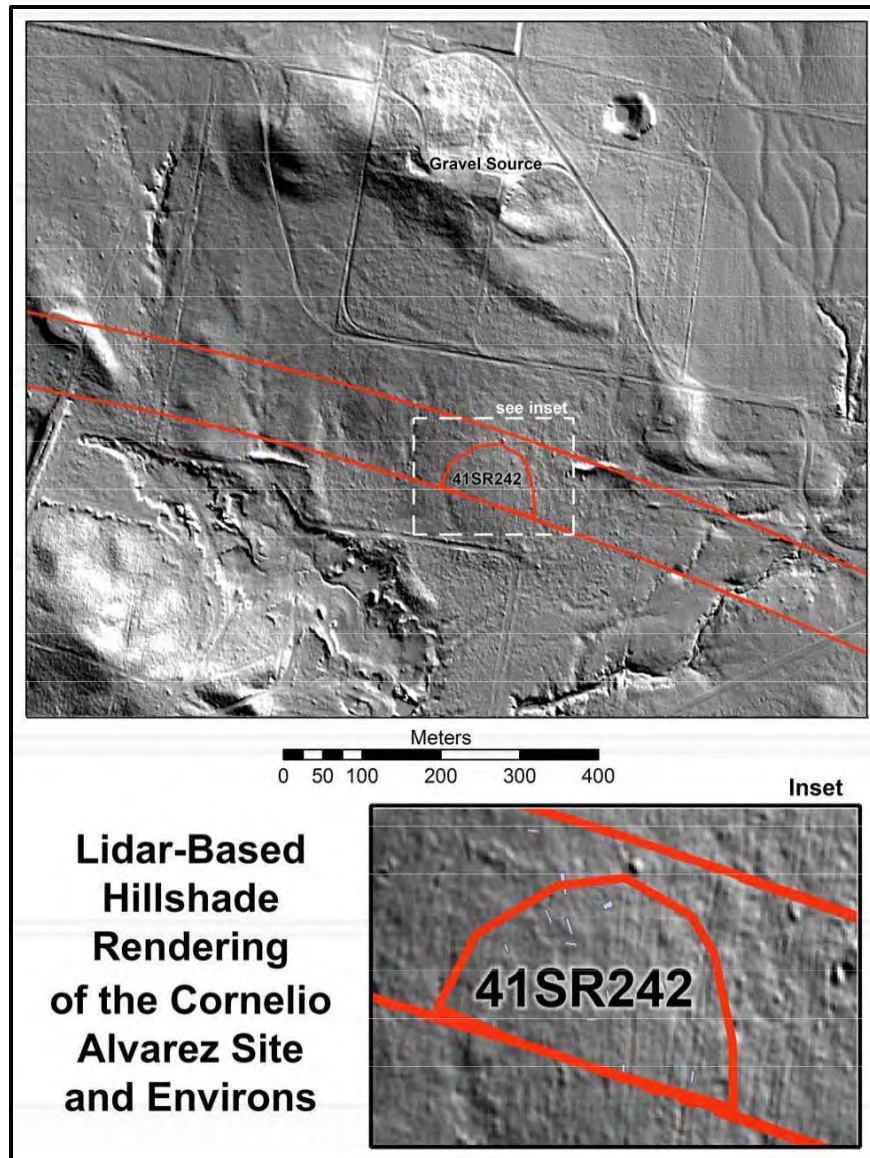 Gravel Source
see inset
41SR242
Meters
0 50 100 200 300 400
Inset
Lidar-Based
Hillshade
Rendering
of the Cornelio
Alvarez Site
and Environs
41SR242